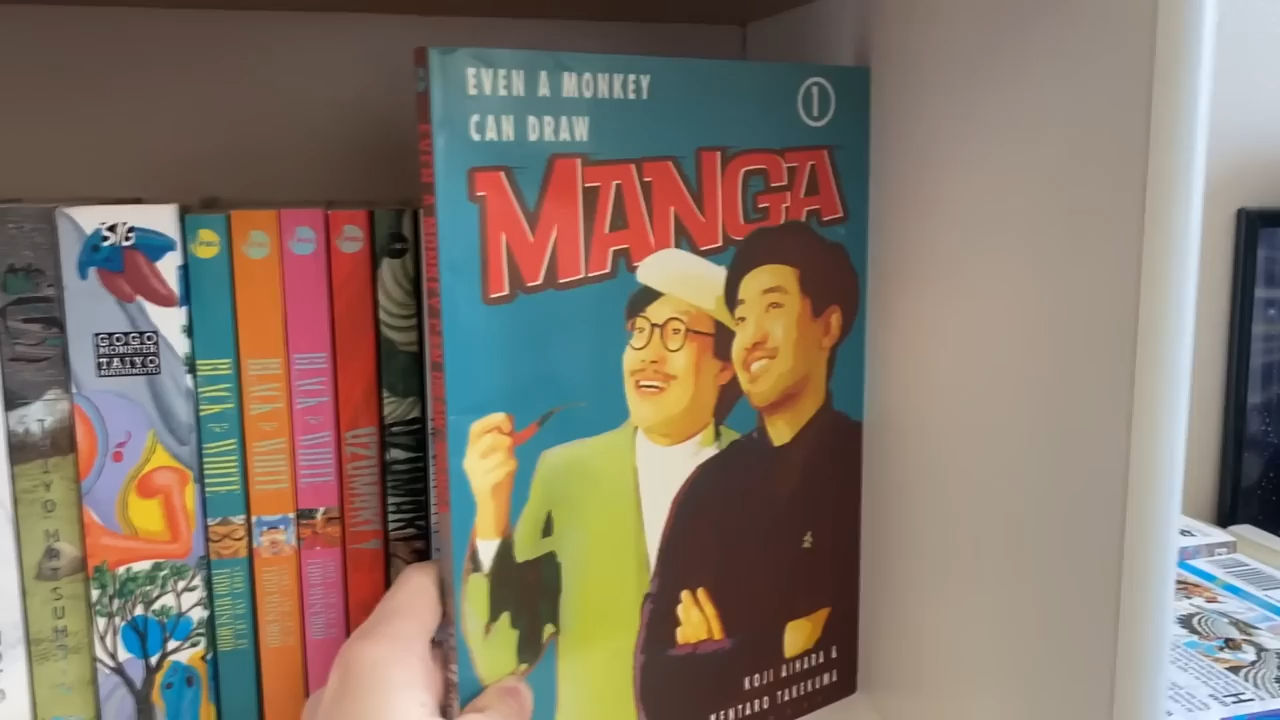 EVEN A MONKEY
CAN DRAW
1
MANGA
KOJI AIHARA &
KENTARO TAKEKUMA
SIG
GOGO
MONSTER
TAIYO
MATSUMOTO
BLACK & WHITE
BLACK & WHITE
BLACK & WHITE
UZUMAKI
UZUMAKI